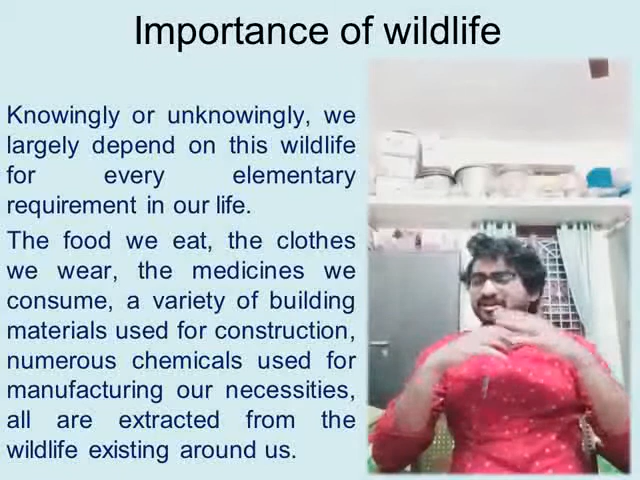 Importance of wildlife
Knowingly or unknowingly, we
largely depend on this wildlife
for every elementary
requirement in our life.
The food we eat, the clothes
we wear, the medicines we
consume, a variety of building
materials used for construction,
numerous chemicals used for
manufacturing our necessities,
all are extracted from the
wildlife existing around us.